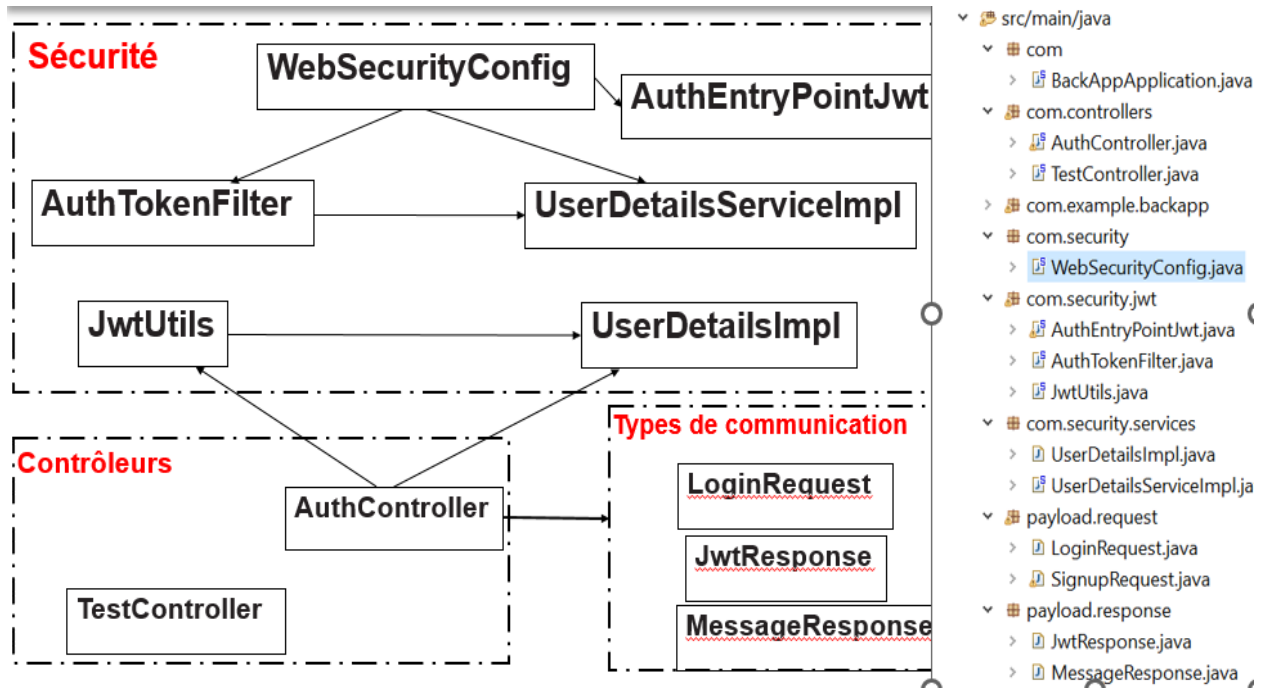 Sécurité
WebSecurityConfig
AuthEntryPointJwt
AuthTokenFilter
UserDetailsServiceImpl
JwtUtils
UserDetailsImpl
Types de communication
Contrôleurs
LoginRequest
AuthController
JwtResponse
TestController
MessageResponse
src/main/java
com
BackAppApplication.java
com.controllers
AuthController.java
TestController.java
com.example.backapp
com.security
WebSecurityConfig.java
com.security.jwt
AuthEntryPointJwt.java
AuthTokenFilter.java
JwtUtils.java
com.security.services
UserDetailsImpl.java
UserDetailsServiceImpl.ja
payload.request
LoginRequest.java
SignupRequest.java
payload.response
JwtResponse.java
MessageResponse.java